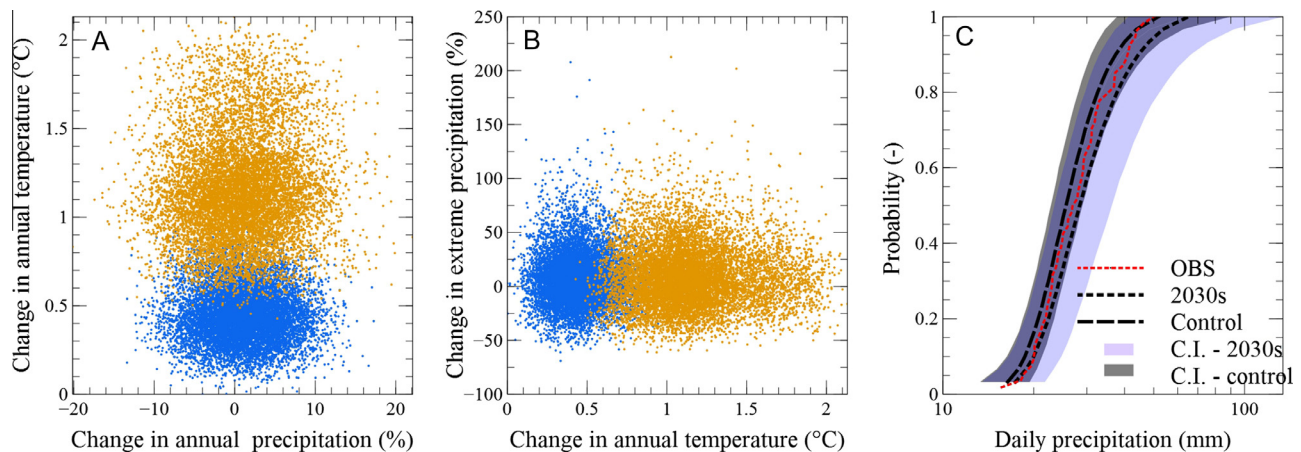 A
Change in annual temperature (°C)
2
1.5
1
0.5
0
−20
−10
0
10
20
Change in annual precipitation (%)
B
Change in extreme precipitation (%)
250
200
150
100
50
0
−50
−100
0
0.5
1
1.5
2
Change in annual temperature (°C)
C
Probability (-)
1
0.8
0.6
0.4
0.2
0
10
100
Daily precipitation (mm)
OBS
2030s
Control
C.I. - 2030s
C.I. - control